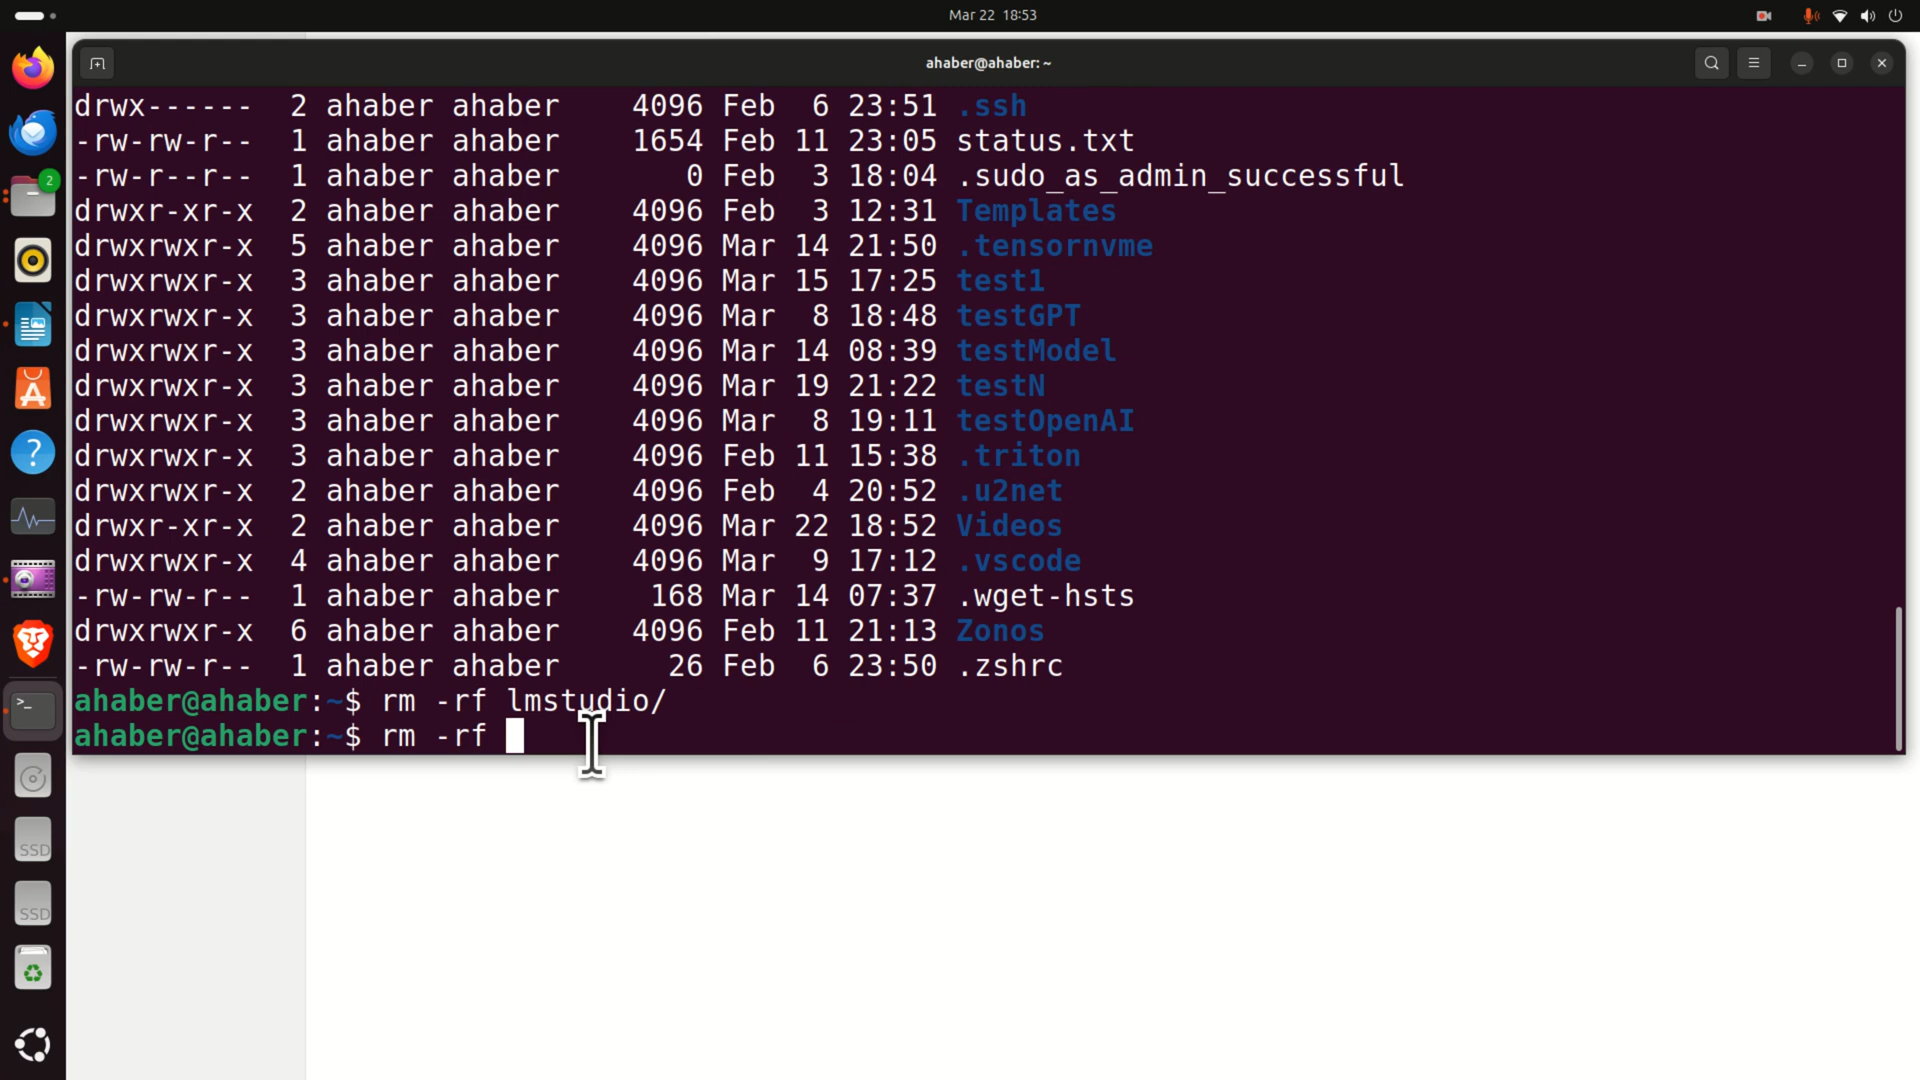 Mar 22 18:53
ahaber@ahaber: ~
2
drwx------ 2 ahaber ahaber 4096 Feb 6 23:51 .ssh
-rw-rw-r-- 1 ahaber ahaber 1654 Feb 11 23:05 status.txt
-rw-r--r-- 1 ahaber ahaber 0 Feb 3 18:04 .sudo_as_admin_successful
drwxr-xr-x 2 ahaber ahaber 4096 Feb 3 12:31 Templates
drwxrwxr-x 5 ahaber ahaber 4096 Mar 14 21:50 .tensornvme
drwxrwxr-x 3 ahaber ahaber 4096 Mar 15 17:25 test1
drwxrwxr-x 3 ahaber ahaber 4096 Mar 8 18:48 testGPT
drwxrwxr-x 3 ahaber ahaber 4096 Mar 14 08:39 testModel
drwxrwxr-x 3 ahaber ahaber 4096 Mar 19 21:22 testN
drwxrwxr-x 3 ahaber ahaber 4096 Mar 8 19:11 testOpenAI
drwxrwxr-x 3 ahaber ahaber 4096 Feb 11 15:38 .triton
drwxrwxr-x 2 ahaber ahaber 4096 Feb 4 20:52 .u2net
drwxr-xr-x 2 ahaber ahaber 4096 Mar 22 18:52 Videos
drwxrwxr-x 4 ahaber ahaber 4096 Mar 9 17:12 .vscode
-rw-rw-r-- 1 ahaber ahaber 168 Mar 14 07:37 .wget-hsts
drwxrwxr-x 6 ahaber ahaber 4096 Feb 11 21:13 Zonos
-rw-rw-r-- 1 ahaber ahaber 26 Feb 6 23:50 .zshrc
ahaber@ahaber:~$ rm -rf lmstudio/
ahaber@ahaber:~$ rm -rf
SSD
SSD